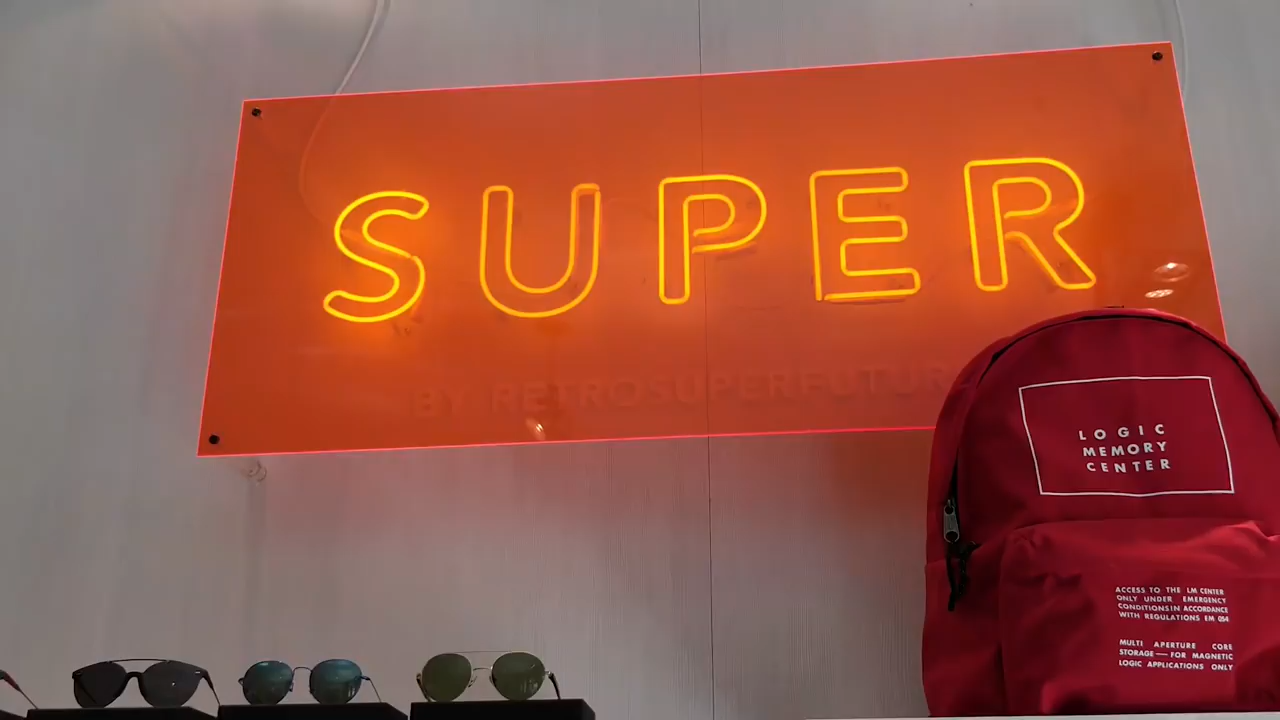 SUPER
BY RETROSUPERFUTUR
LOGIC
MEMORY
CENTER
ACCESS TO THE LM CENTER
ONLY UNDER EMERGENCY
CONDITIONS IN ACCORDANCE
WITH REGULATIONS EM 054
MULTI APERTURE CORE
STORAGE — FOR MAGNETIC
LOGIC APPLICATIONS ONLY